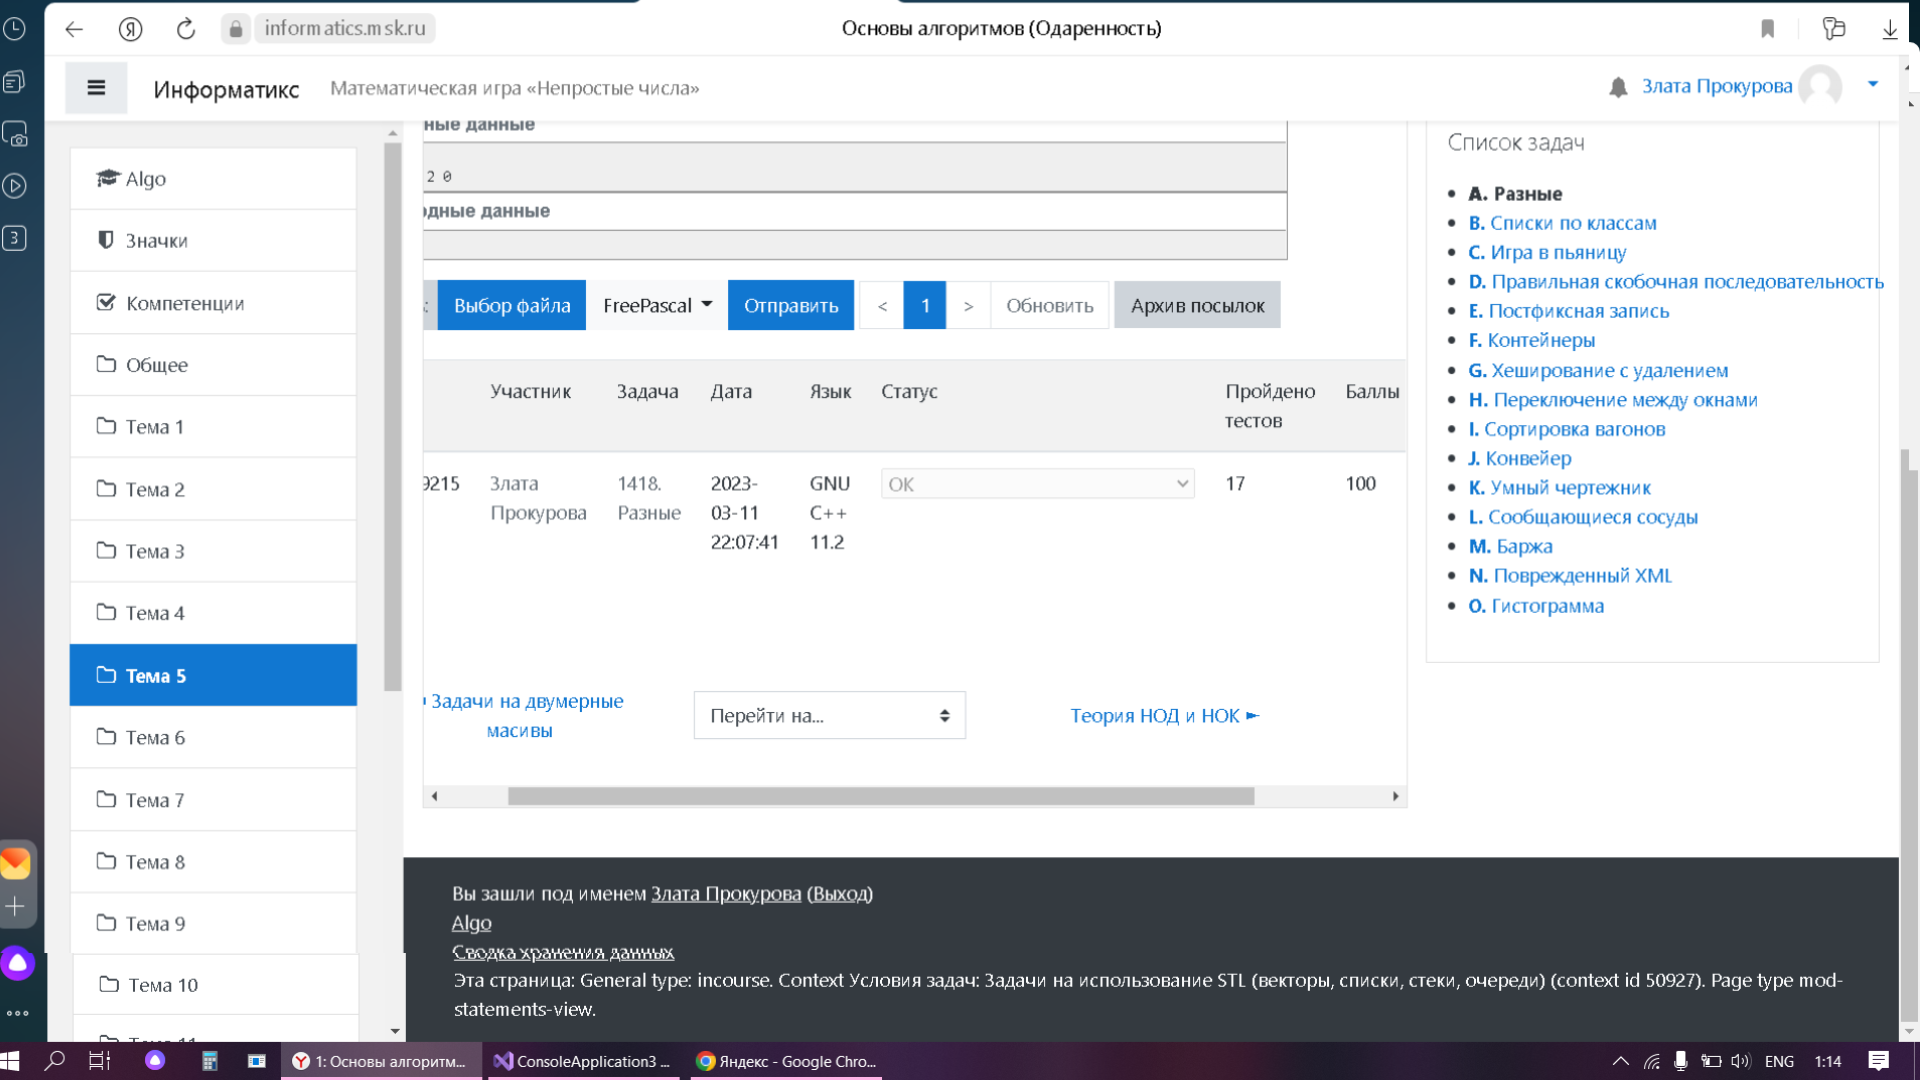 informatics.msk.ru
Основы алгоритмов (Одаренность)
Информатикс
Математическая игра «Непростые числа»
Злата Прокурова
3
Algo
Значки
Компетенции
Общее
Тема 1
Тема 2
Тема 3
Тема 4
Тема 5
Тема 6
Тема 7
Тема 8
Тема 9
Тема 10
ные данные
2 0
одные данные
Выбор файла
FreePascal
Отправить
<
1
>
Обновить
Архив посылок
Участник Задача Дата Язык Статус Пройдено Баллы
тестов
9215 Злата 1418. 2023- GNU OK 17 100
Прокурова Разные 03-11 C++
22:07:41 11.2
Задачи на двумерные
масивы
Перейти на...
Теория НОД и НОК ►
Список задач
A. Разные
B. Списки по классам
C. Игра в пьяницу
D. Правильная скобочная последовательность
E. Постфиксная запись
F. Контейнеры
G. Хеширование с удалением
H. Переключение между окнами
I. Сортировка вагонов
J. Конвейер
K. Умный чертежник
L. Сообщающиеся сосуды
M. Баржа
N. Поврежденный XML
O. Гистограмма
Вы зашли под именем Злата Прокурова (Выход)
Algo
Сводка хранения данных
Эта страница: General type: incourse. Context Условия задач: Задачи на использование STL (векторы, списки, стеки, очереди) (context id 50927). Page type mod-
statements-view.
1: Основы алгоритм...
ConsoleApplication3 ...
Яндекс - Google Chro...
ENG
1:14